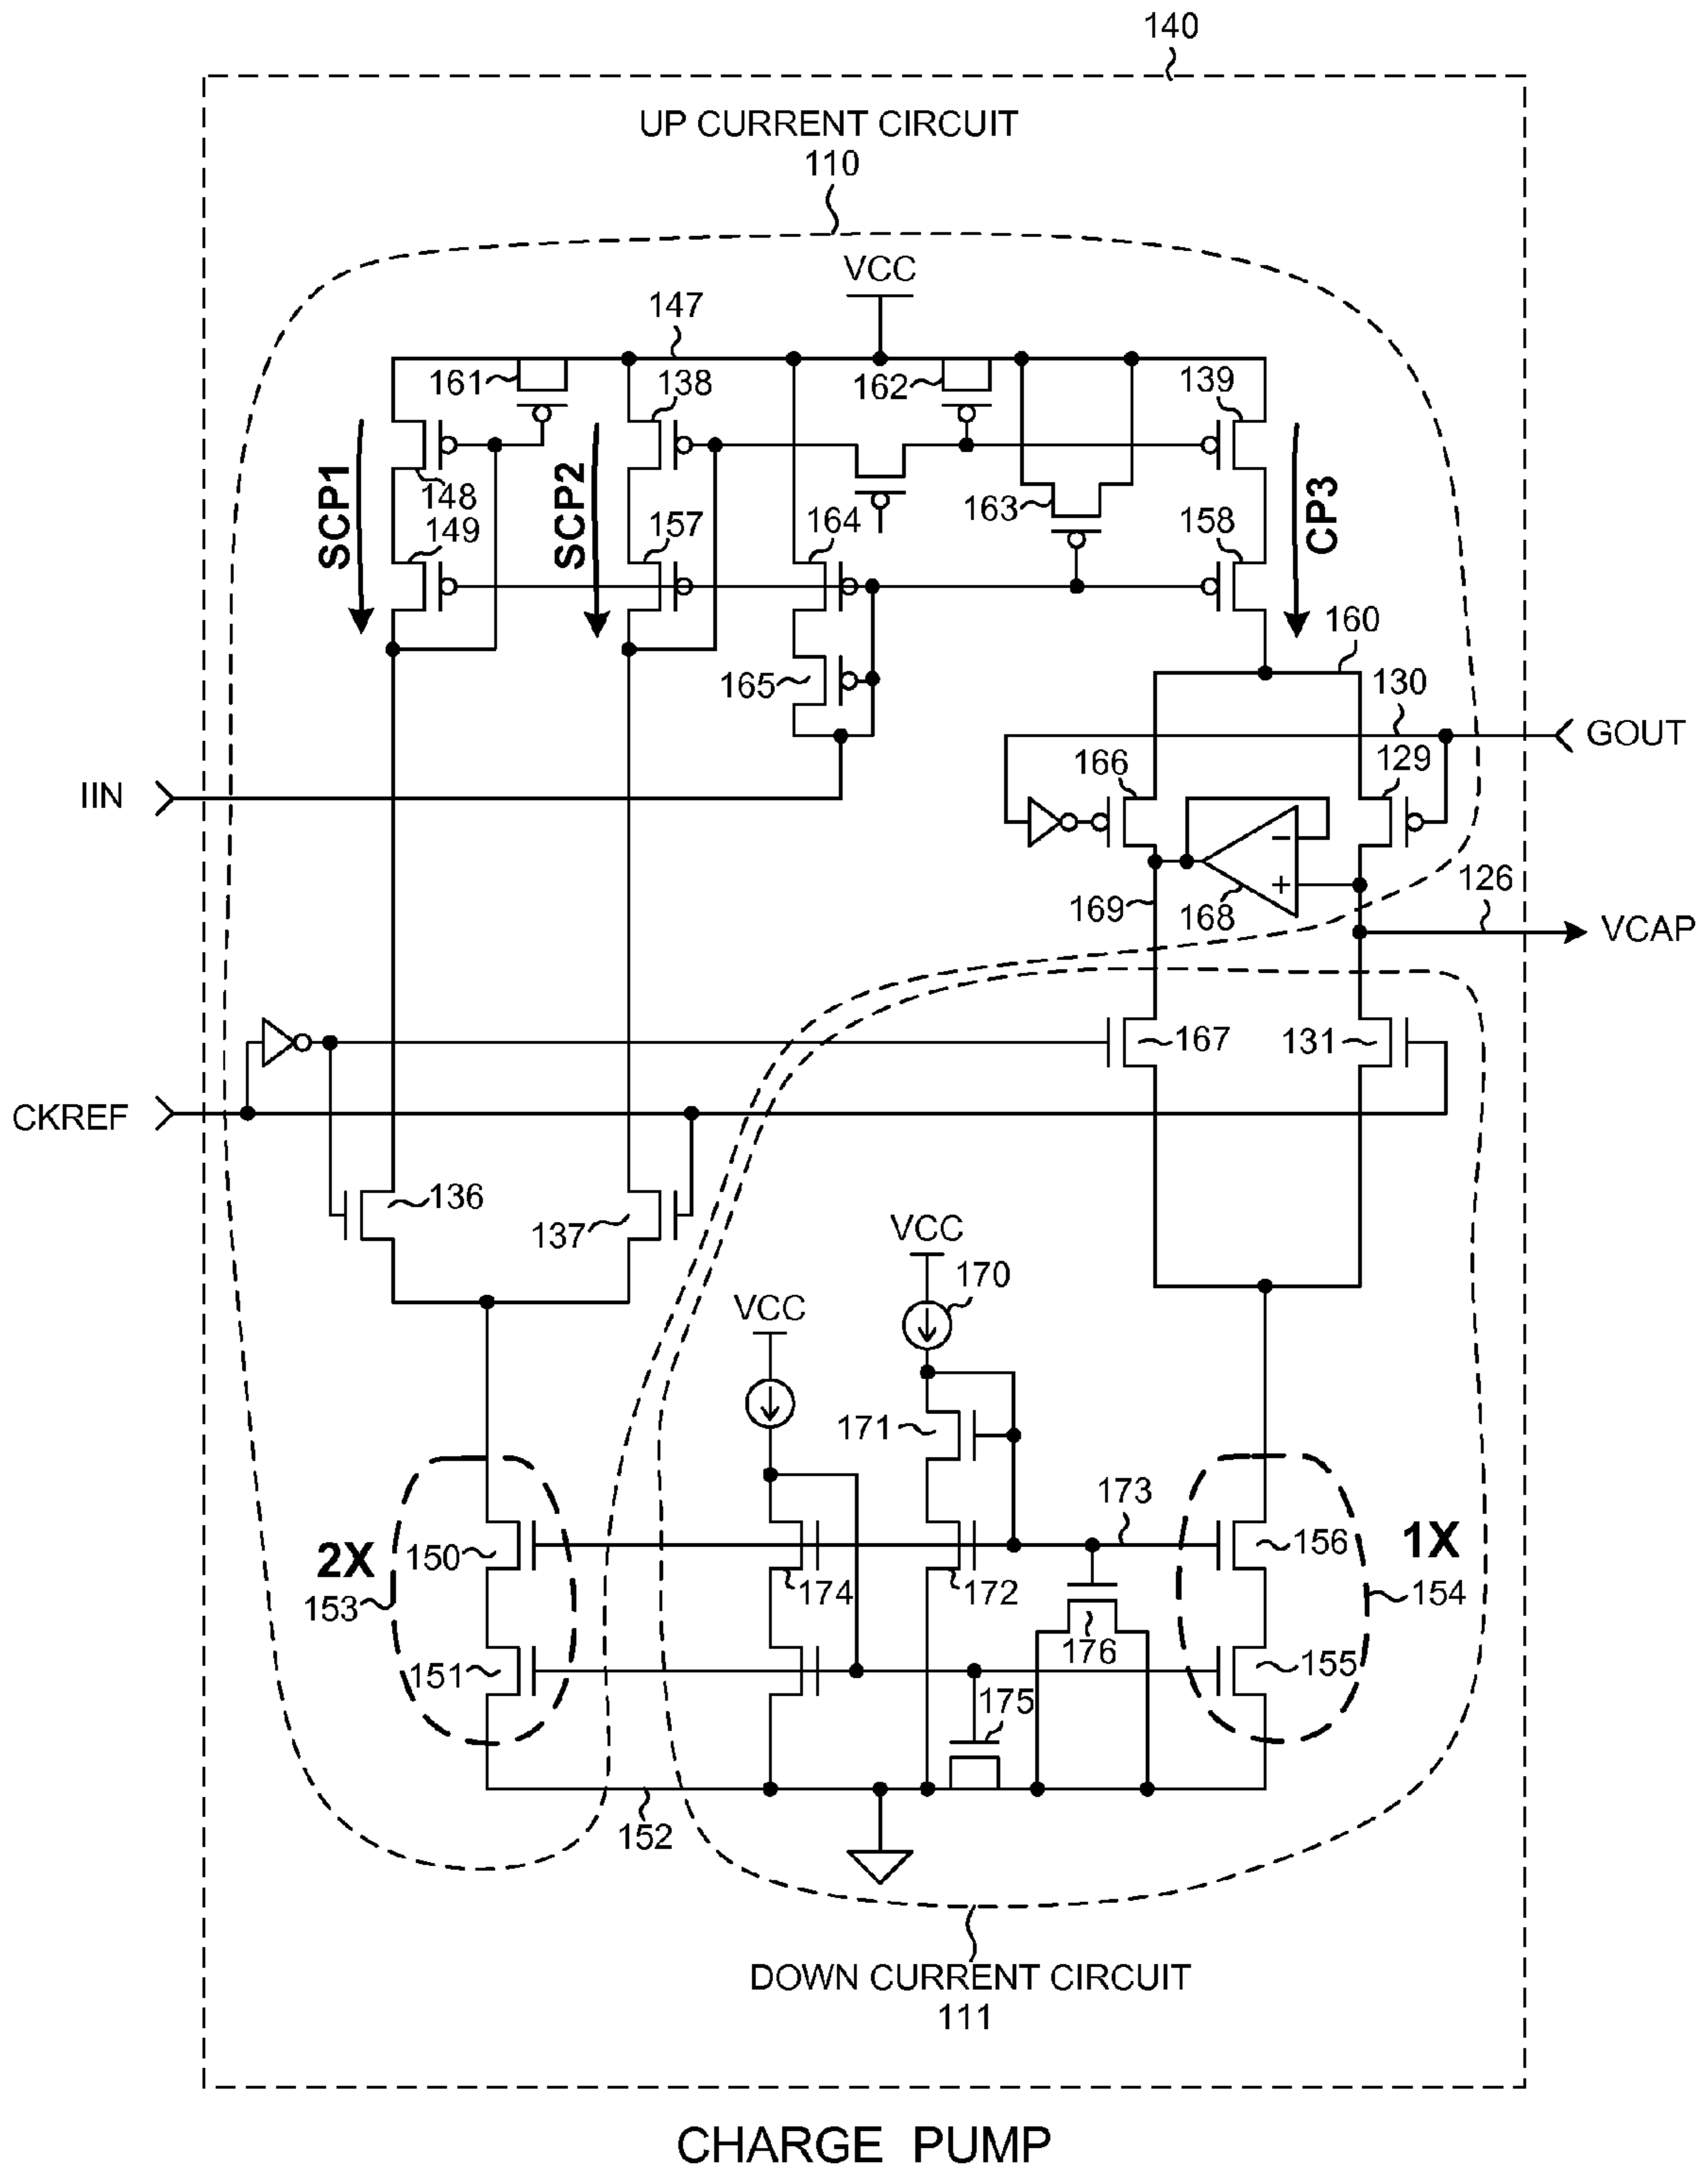 140
UP CURRENT CIRCUIT
110
VCC
147
161
138
162
139
SCP1
148
SCP2
163
CP3
149
157
164
158
160
165
130
GOUT
IIN
166
129
126
169
168
+
−
VCAP
167
131
CKREF
136
137
VCC
170
VCC
171
173
2X
150
153
174
172
156
1X
154
176
151
155
175
152
DOWN CURRENT CIRCUIT
111
CHARGE PUMP